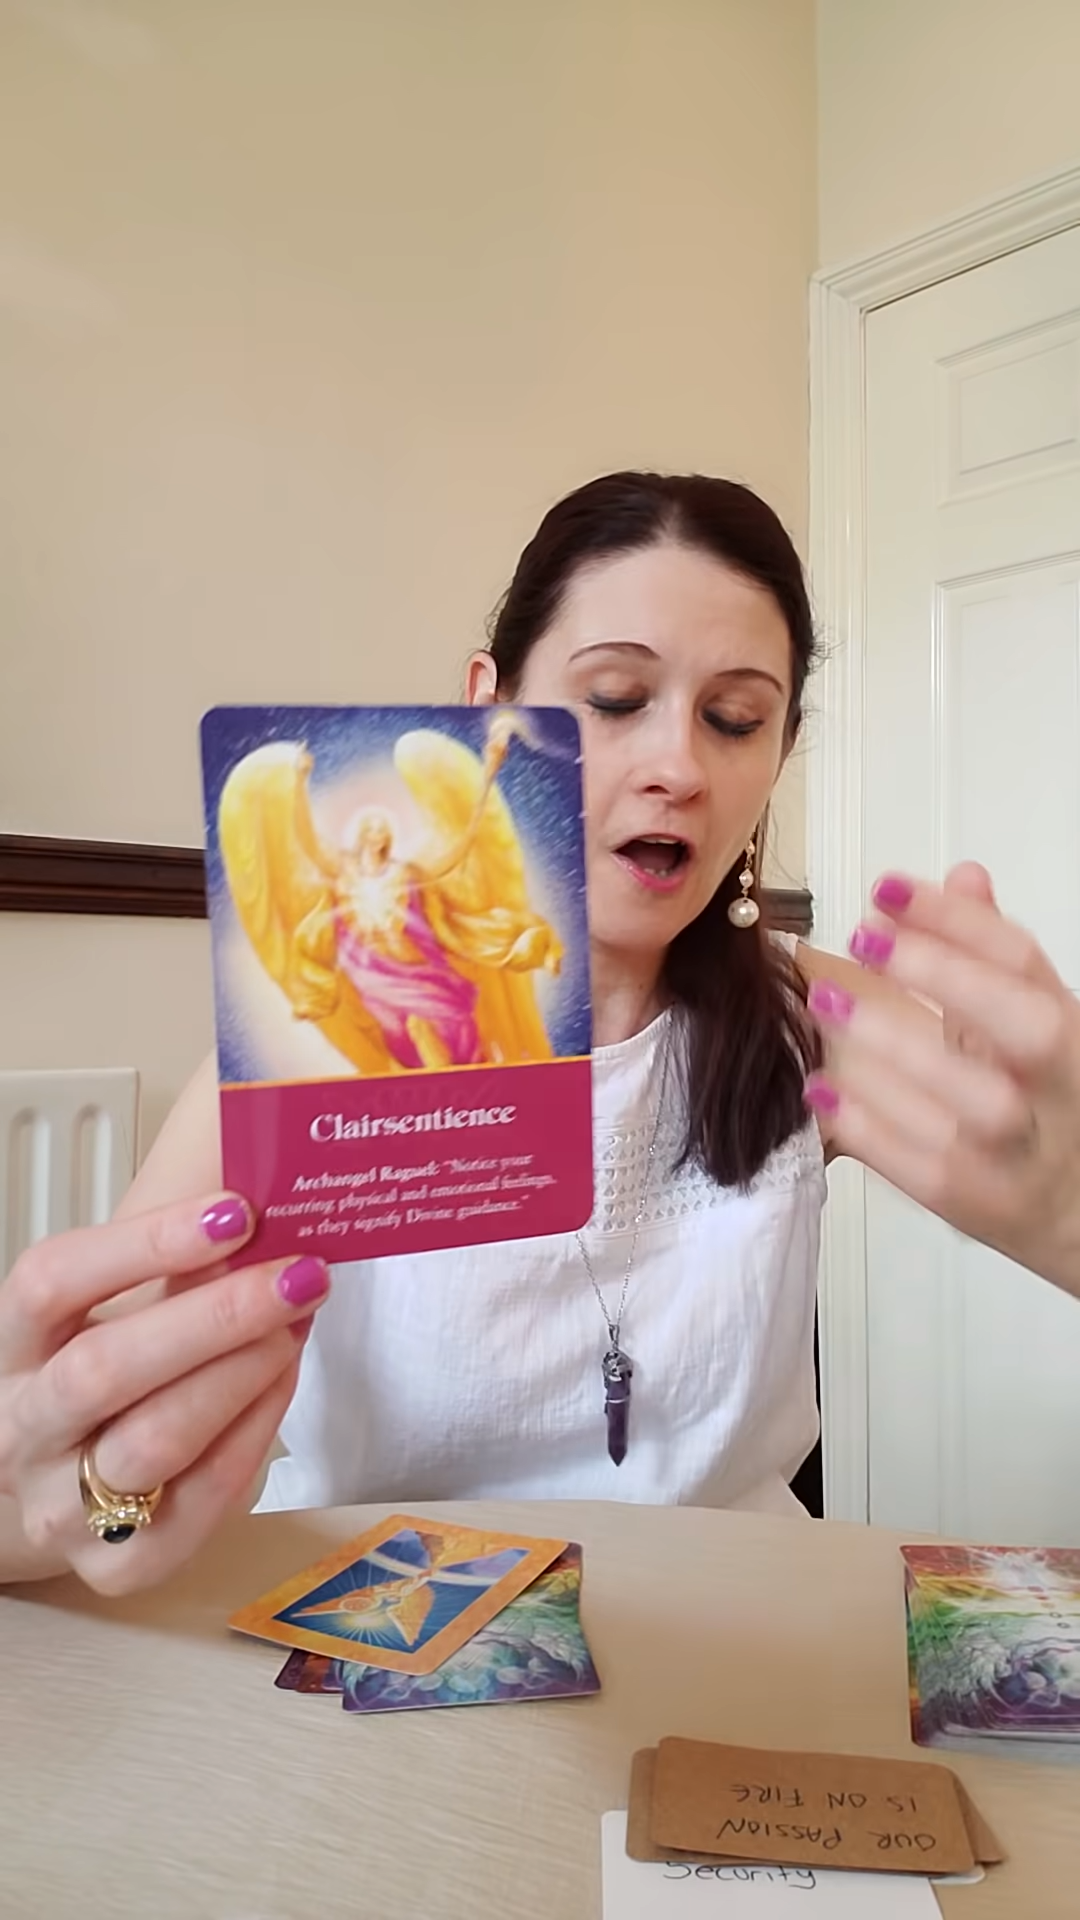 Clairsentience
Archangel Raguel: "Notice your
recurring physical and emotional feelings,
as they signify Divine guidance."
OUR PASSION
IS ON FIRE
Security